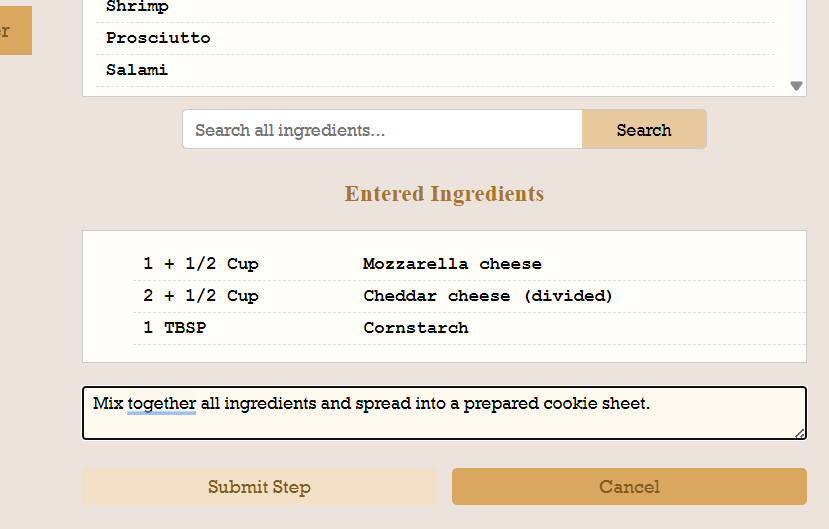 Shrimp
r
Prosciutto
Salami
Search all ingredients...
Search
Entered Ingredients
1 + 1/2 Cup Mozzarella cheese
2 + 1/2 Cup Cheddar cheese (divided)
1 TBSP Cornstarch
Mix together all ingredients and spread into a prepared cookie sheet.
Submit Step
Cancel